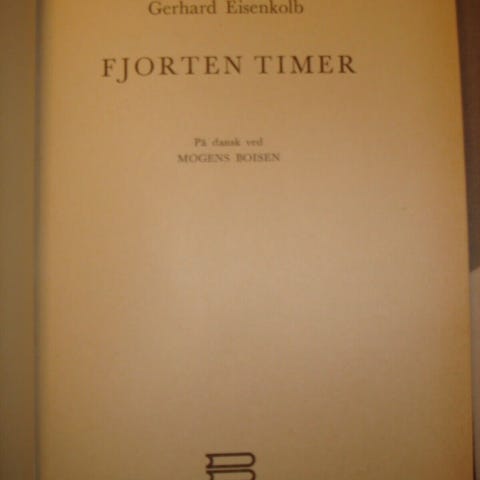 Gerhard Eisenkolb
FJORTEN TIMER
På dansk ved
MOGENS BOISEN